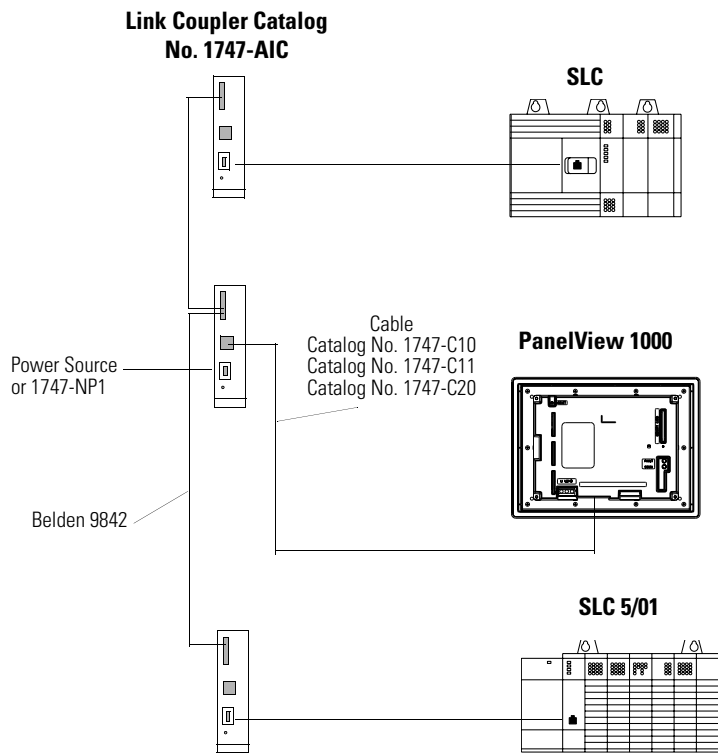 Link Coupler Catalog
No. 1747-AIC
SLC
Cable
Catalog No. 1747-C10
Catalog No. 1747-C11
Catalog No. 1747-C20
PanelView 1000
Power Source
or 1747-NP1
Belden 9842
SLC 5/01